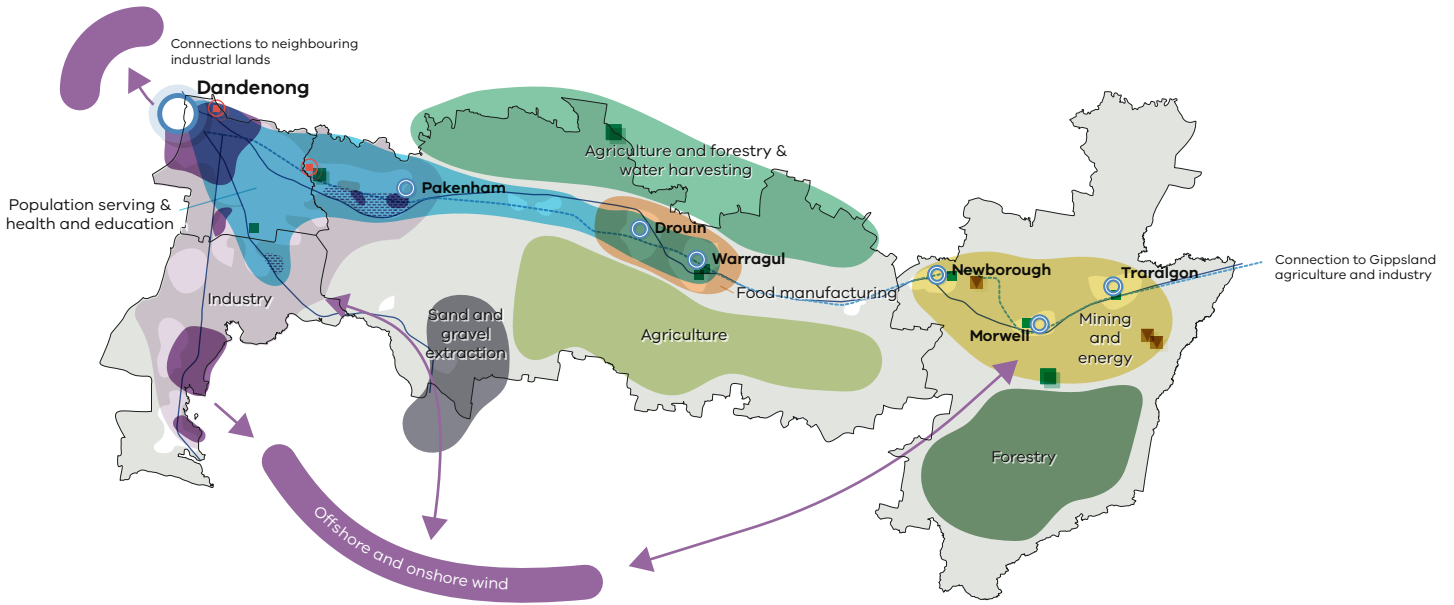 Connections to neighbouring
industrial lands
Dandenong
Agriculture and forestry &
water harvesting
Pakenham
Population serving &
health and education
Drouin
Warragul
Connection to Gippsland
agriculture and industry
Newborough
Traralgon
Food manufacturing
Industry
Sand and
gravel
extraction
Agriculture
Morwell
Mining
and
energy
Forestry
Offshore and onshore wind